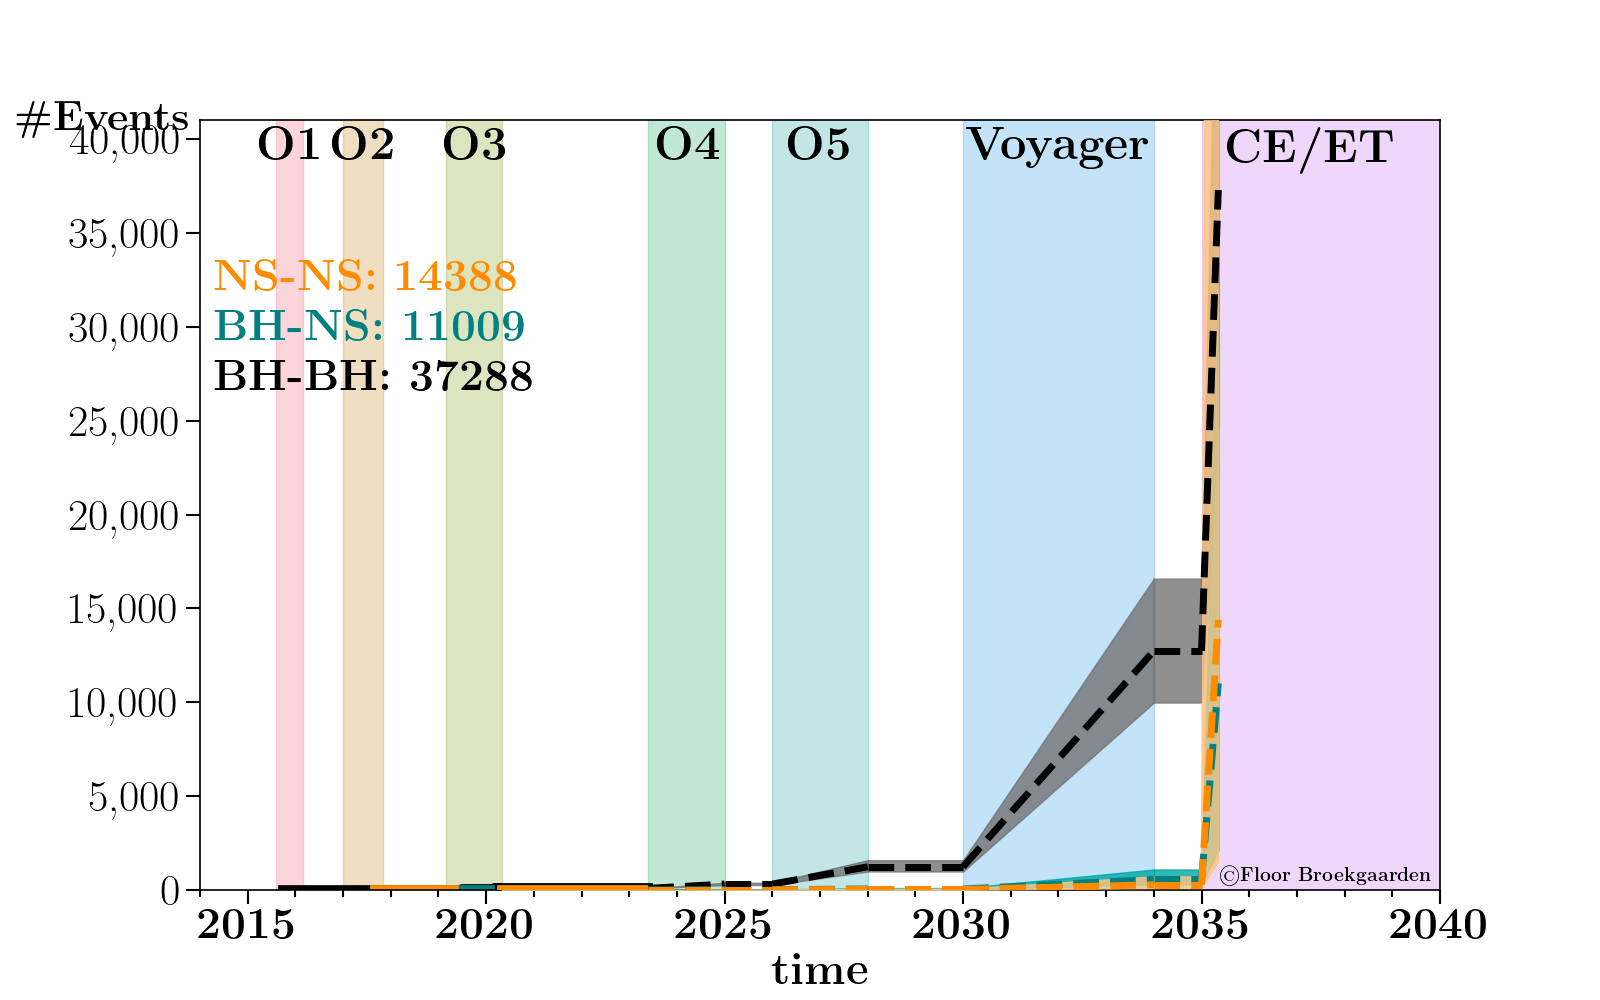 #Events
40,000
O1 O2 O3 O4 O5 Voyager CE/ET
35,000
NS-NS: 14388
30,000
BH-NS: 11009
BH-BH: 37288
25,000
20,000
15,000
10,000
5,000
©Floor Broekgaarden
0
2015 2020 2025 2030 2035 2040
time